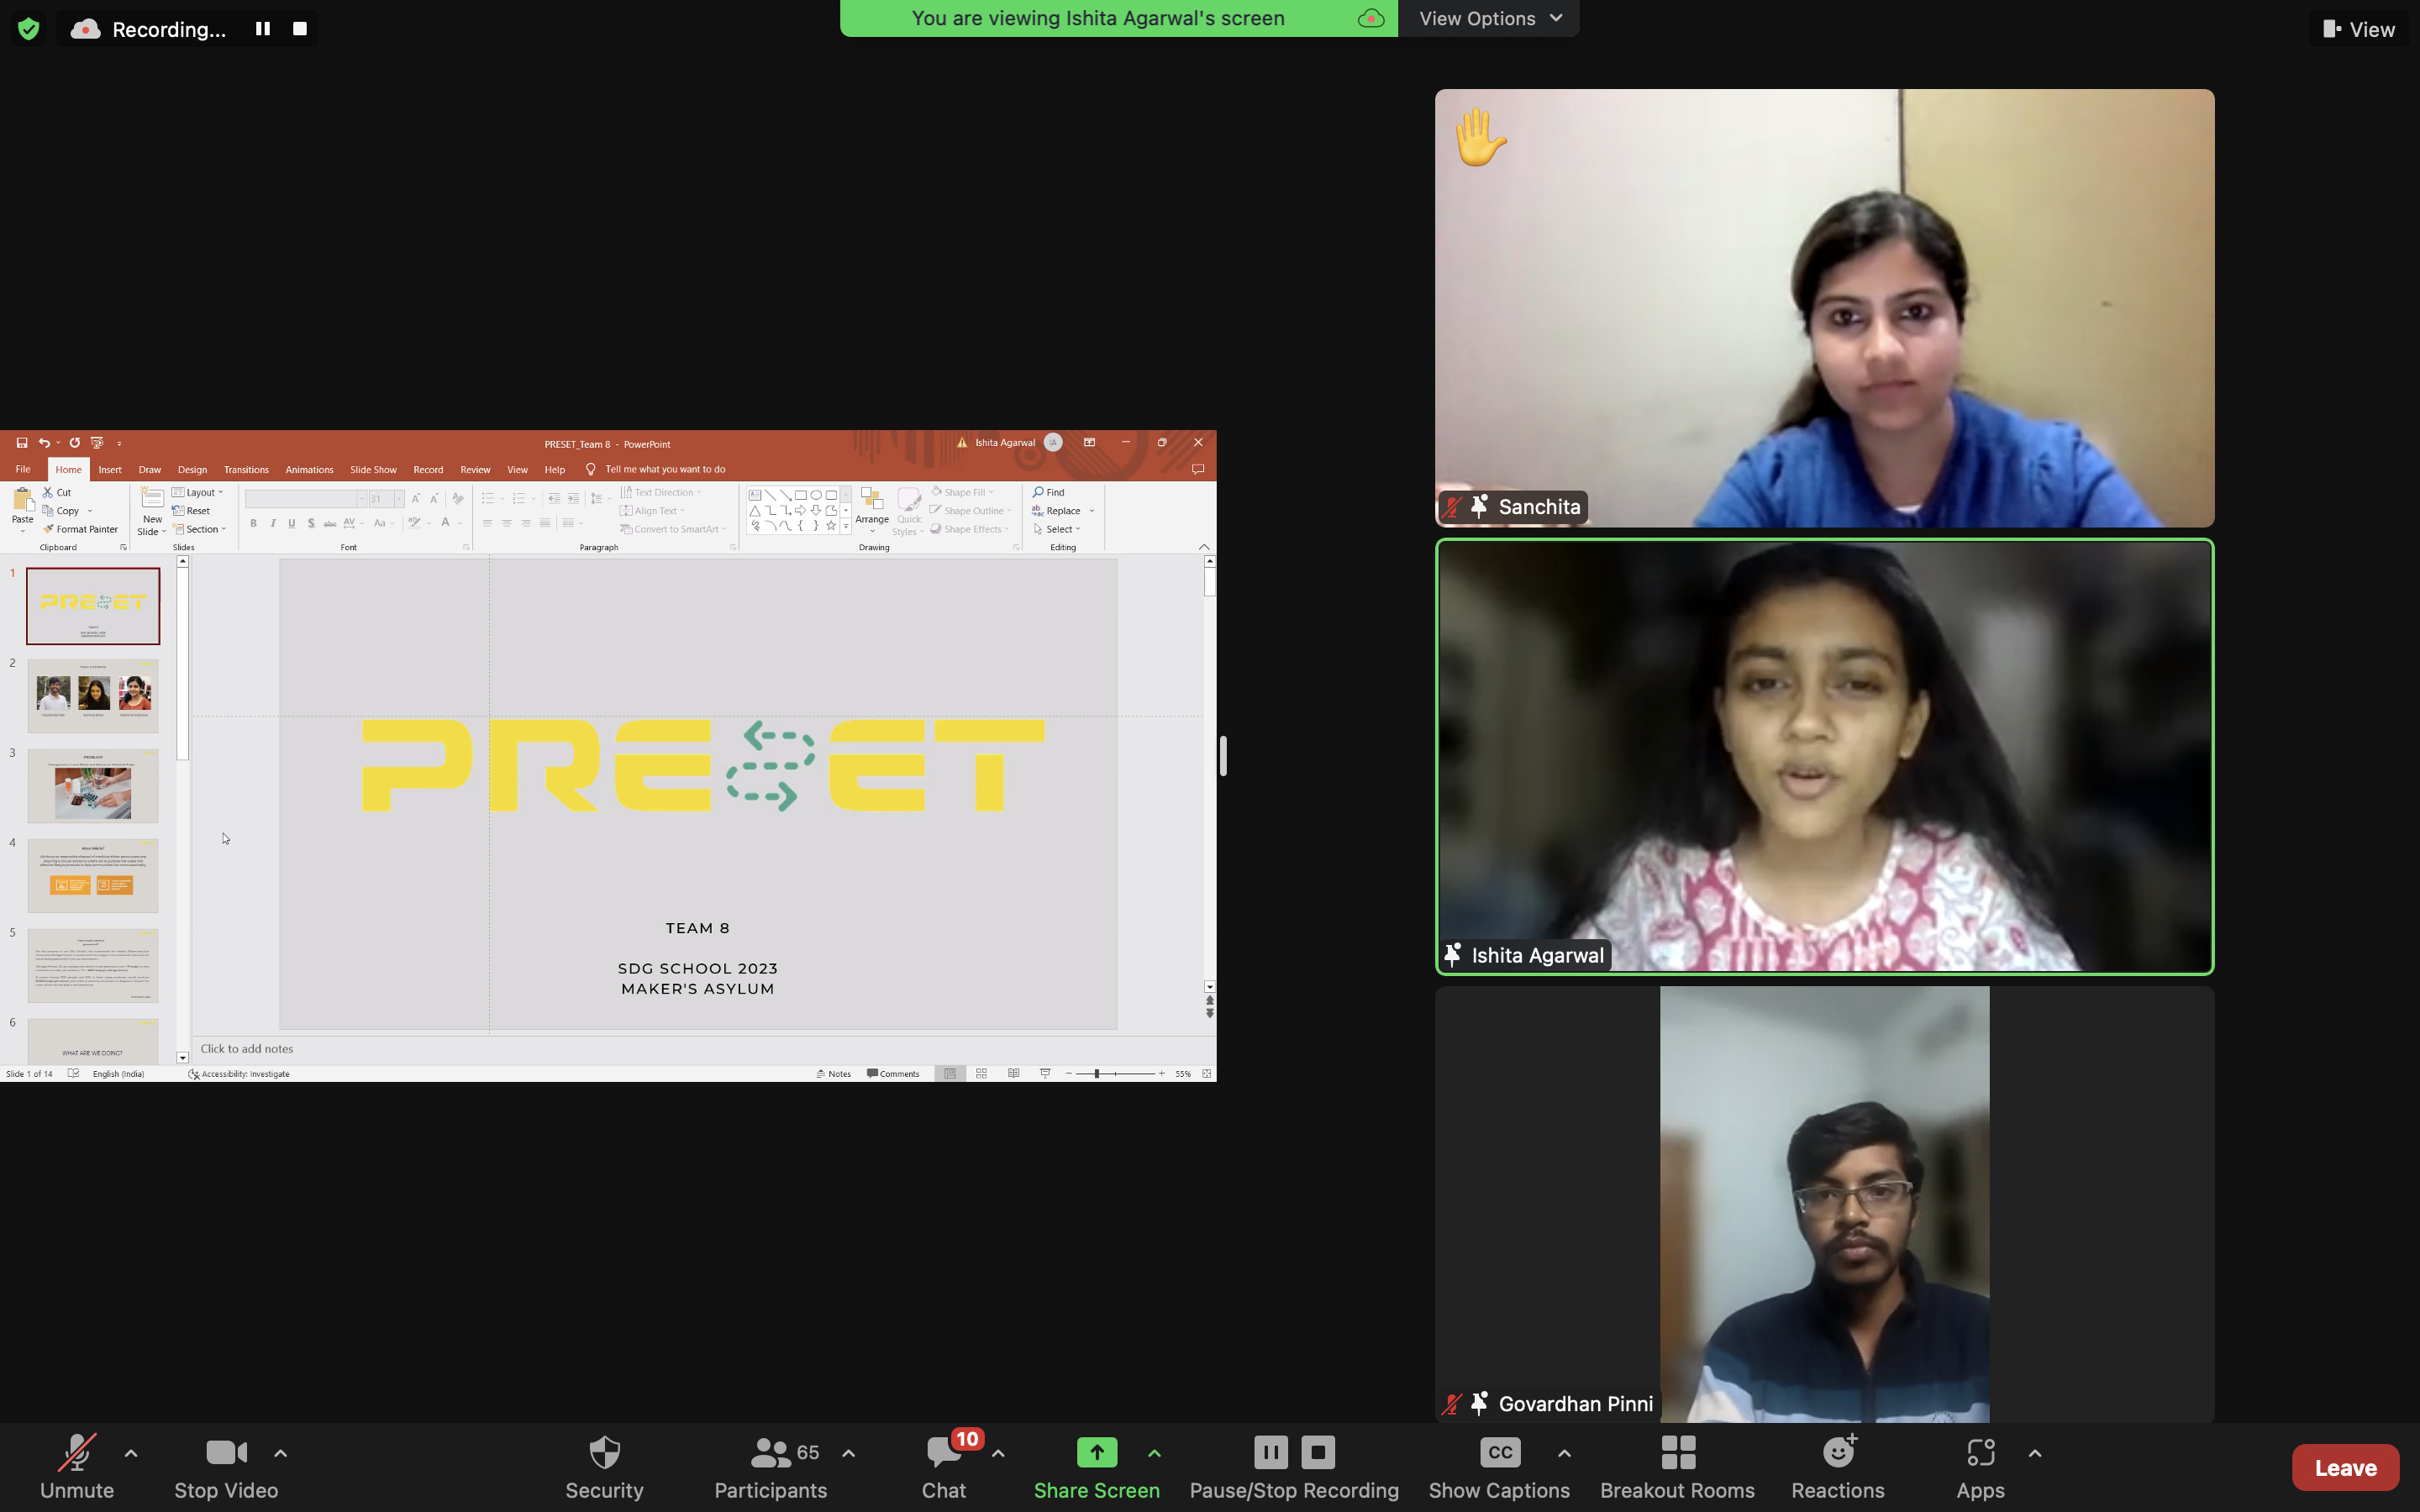 Recording...
You are viewing Ishita Agarwal's screen
View Options
View
Sanchita
Ishita Agarwal
Govardhan Pinni
PRESET_Team 8 - PowerPoint
Ishita Agarwal
IA
File Home Insert Draw Design Transitions Animations Slide Show Record Review View Help Tell me what you want to do
Paste
Cut
Copy
Format Painter
Clipboard
New Slide
Layout
Reset
Section
Slides
31
Font
Text Direction
Align Text
Convert to SmartArt
Paragraph
Arrange
Quick Styles
Shape Fill
Shape Outline
Shape Effects
Drawing
Find
Replace
Select
Editing
1
2
3
PROBLEM
4
5
6
WHAT ARE WE DOING?
PRESET
TEAM 8
SDG SCHOOL 2023
MAKER'S ASYLUM
Click to add notes
Slide 1 of 14
English (India)
Accessibility: Investigate
Notes
Comments
55%
Unmute
Stop Video
Security
65
Participants
10
Chat
Share Screen
Pause/Stop Recording
CC
Show Captions
Breakout Rooms
Reactions
Apps
Leave